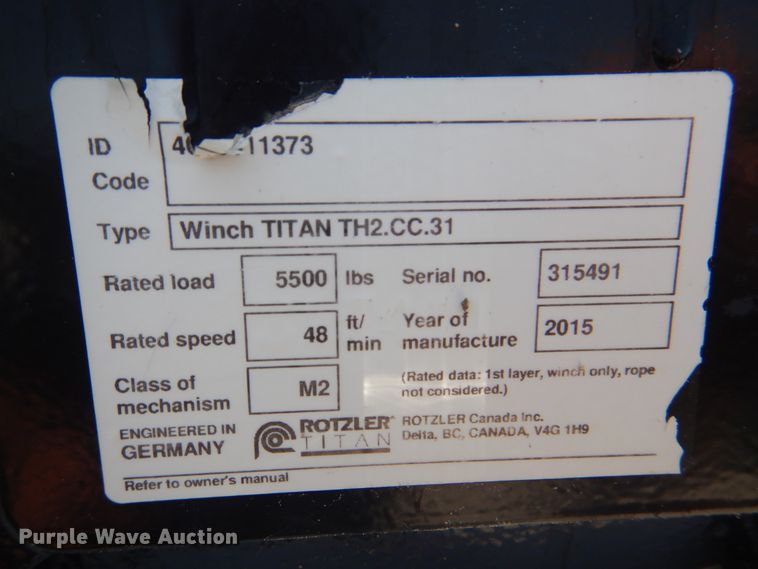 ID
Code
11373
Type Winch TITAN TH2.CC.31
Rated load 5500 lbs Serial no. 315491
Rated speed 48 ft/min Year of manufacture 2015
Class of mechanism M2
(Rated data: 1st layer, winch only, rope
not considered.)
ENGINEERED IN
GERMANY
ROTZLER
TITAN
ROTZLER Canada Inc.
Delta, BC, CANADA, V4G 1H9
Refer to owner's manual
Purple Wave Auction